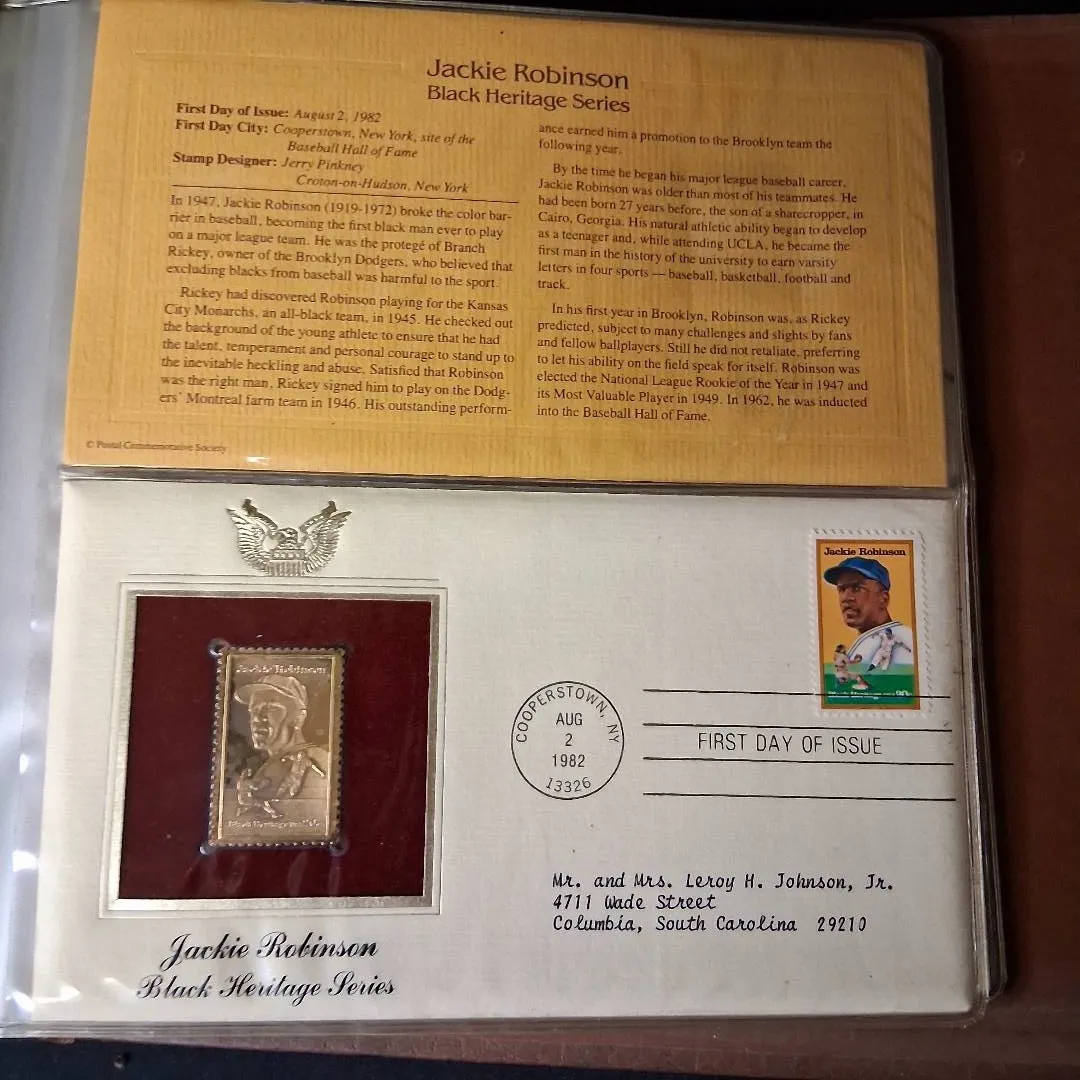 Jackie Robinson
Black Heritage Series
First Day of Issue: August 2, 1982
First Day City: Cooperstown, New York, site of the
Baseball Hall of Fame
Stamp Designer: Jerry Pinkney
Croton-on-Hudson, New York
In 1947, Jackie Robinson (1919-1972) broke the color bar-
rier in baseball, becoming the first black man ever to play
on a major league team. He was the protegé of Branch
Rickey, owner of the Brooklyn Dodgers, who believed that
excluding blacks from baseball was harmful to the sport.
Rickey had discovered Robinson playing for the Kansas
City Monarchs, an all-black team, in 1945. He checked out
the background of the young athlete to ensure that he had
the talent, temperament and personal courage to stand up to
the inevitable heckling and abuse. Satisfied that Robinson
was the right man, Rickey signed him to play on the Dodg-
ers' Montreal farm team in 1946. His outstanding perform-
ance earned him a promotion to the Brooklyn team the
following year.
By the time he began his major league baseball career,
Jackie Robinson was older than most of his teammates. He
had been born 27 years before, the son of a sharecropper, in
Cairo, Georgia. His natural athletic ability began to develop
as a teenager and, while attending UCLA, he became the
first man in the history of the university to earn varsity
letters in four sports — baseball, basketball, football and
track.
In his first year in Brooklyn, Robinson was, as Rickey
predicted, subject to many challenges and slights by fans
and fellow ballplayers. Still he did not retaliate, preferring
to let his ability on the field speak for itself. Robinson was
elected the National League Rookie of the Year in 1947 and
its Most Valuable Player in 1949. In 1962, he was inducted
into the Baseball Hall of Fame.
© Postal Commemorative Society
Jackie Robinson
Black Heritage
Jackie Robinson
Black Heritage
COOPERSTOWN, NY
AUG
2
1982
13326
FIRST DAY OF ISSUE
Mr. and Mrs. Leroy H. Johnson, Jr.
4711 Wade Street
Columbia, South Carolina 29210
Jackie Robinson
Black Heritage Series